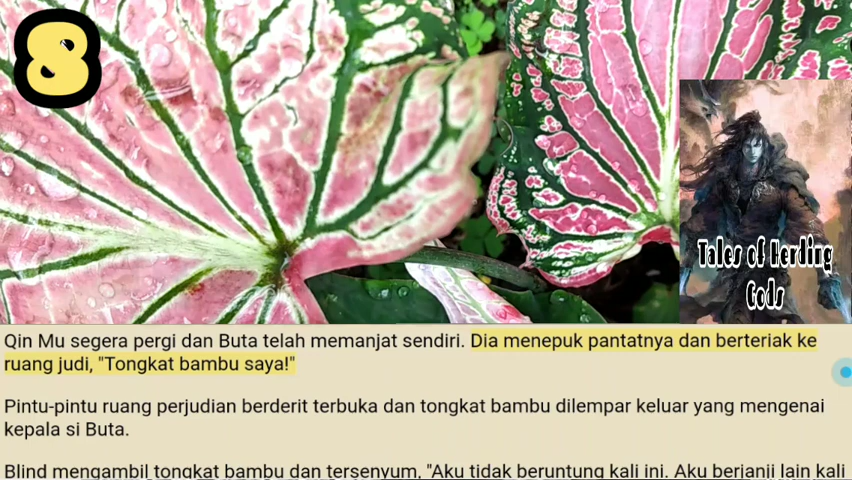 8
Tales of Herding
Gods
Qin Mu segera pergi dan Buta telah memanjat sendiri. Dia menepuk pantatnya dan berteriak ke
ruang judi, "Tongkat bambu saya!"
Pintu-pintu ruang perjudian berderit terbuka dan tongkat bambu dilempar keluar yang mengenai
kepala si Buta.
Blind mengambil tongkat bambu dan tersenyum, "Aku tidak beruntung kali ini. Aku berjanji lain kali